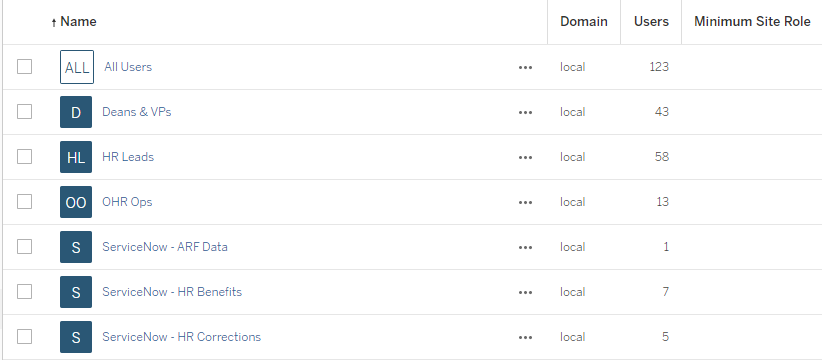 ↑ Name Domain Users Minimum Site Role
ALL All Users ••• local 123
D Deans & VPs ••• local 43
HL HR Leads ••• local 58
OO OHR Ops ••• local 13
S ServiceNow - ARF Data ••• local 1
S ServiceNow - HR Benefits ••• local 7
S ServiceNow - HR Corrections ••• local 5